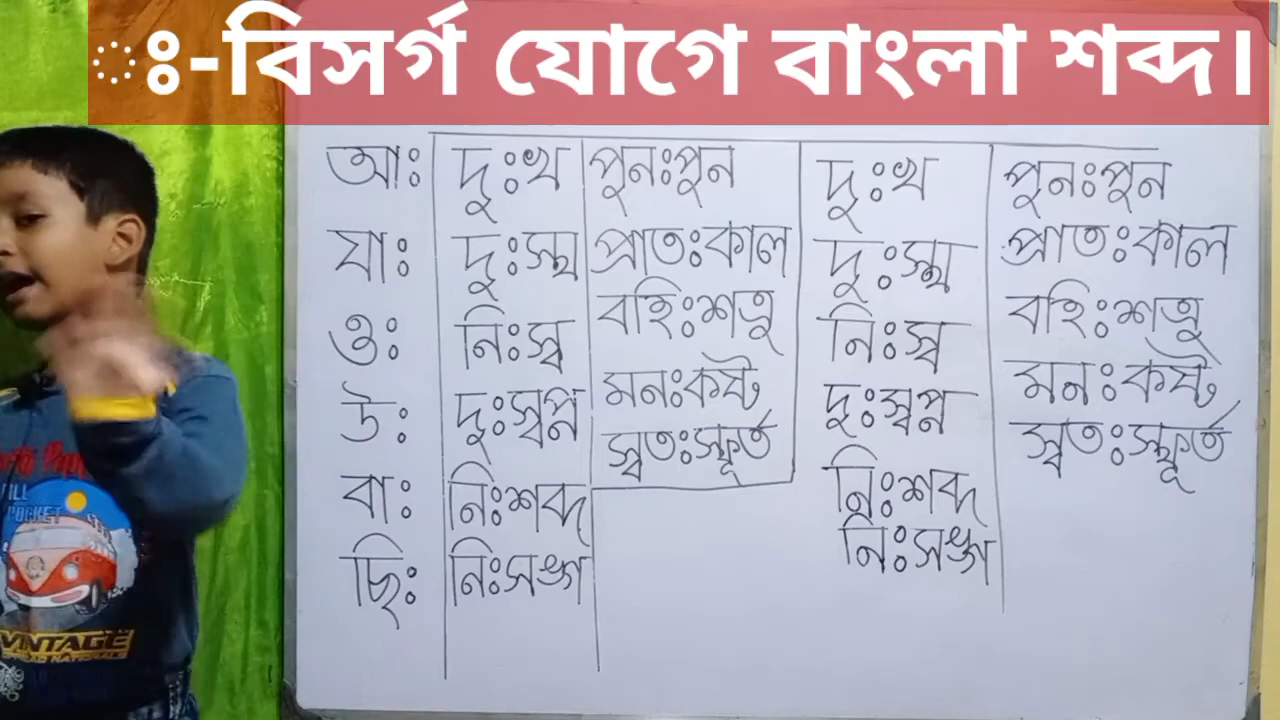 ঃ-বিসর্গ যোগে বাংলা শব্দ।
আঃ দুঃখ পুনঃপুন দুঃখ পুনঃপুন
যাঃ দুঃস্থ প্রাতঃকাল দুঃস্থ প্রাতঃকাল
ওঃ নিঃস্ব বহিঃশত্রু নিঃস্ব বহিঃশত্রু
উঃ দুঃস্বপ্ন মনঃকষ্ট দুঃস্বপ্ন মনঃকষ্ট
বাঃ নিঃশব্দ স্বতঃস্ফূর্ত নিঃশব্দ স্বতঃস্ফূর্ত
ছিঃ নিঃসঙ্গ নিঃসঙ্গ
VINTAGE